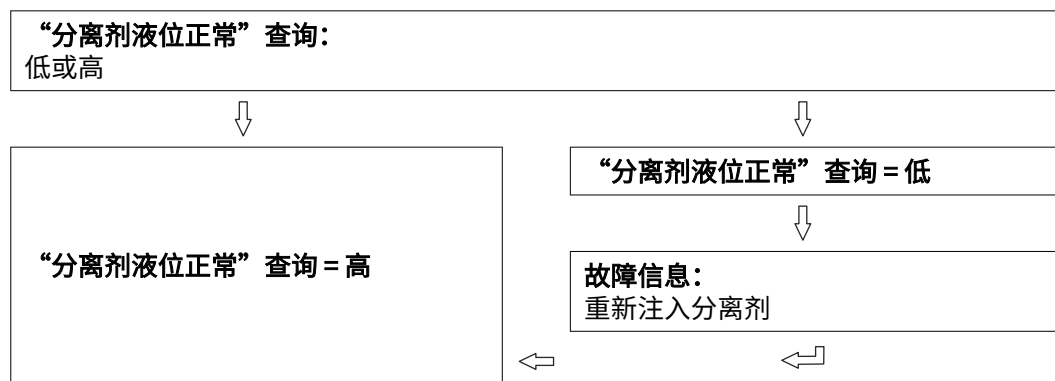 “分离剂液位正常”查询：
低或高
“分离剂液位正常”查询 = 低
“分离剂液位正常”查询 = 高
故障信息：
重新注入分离剂